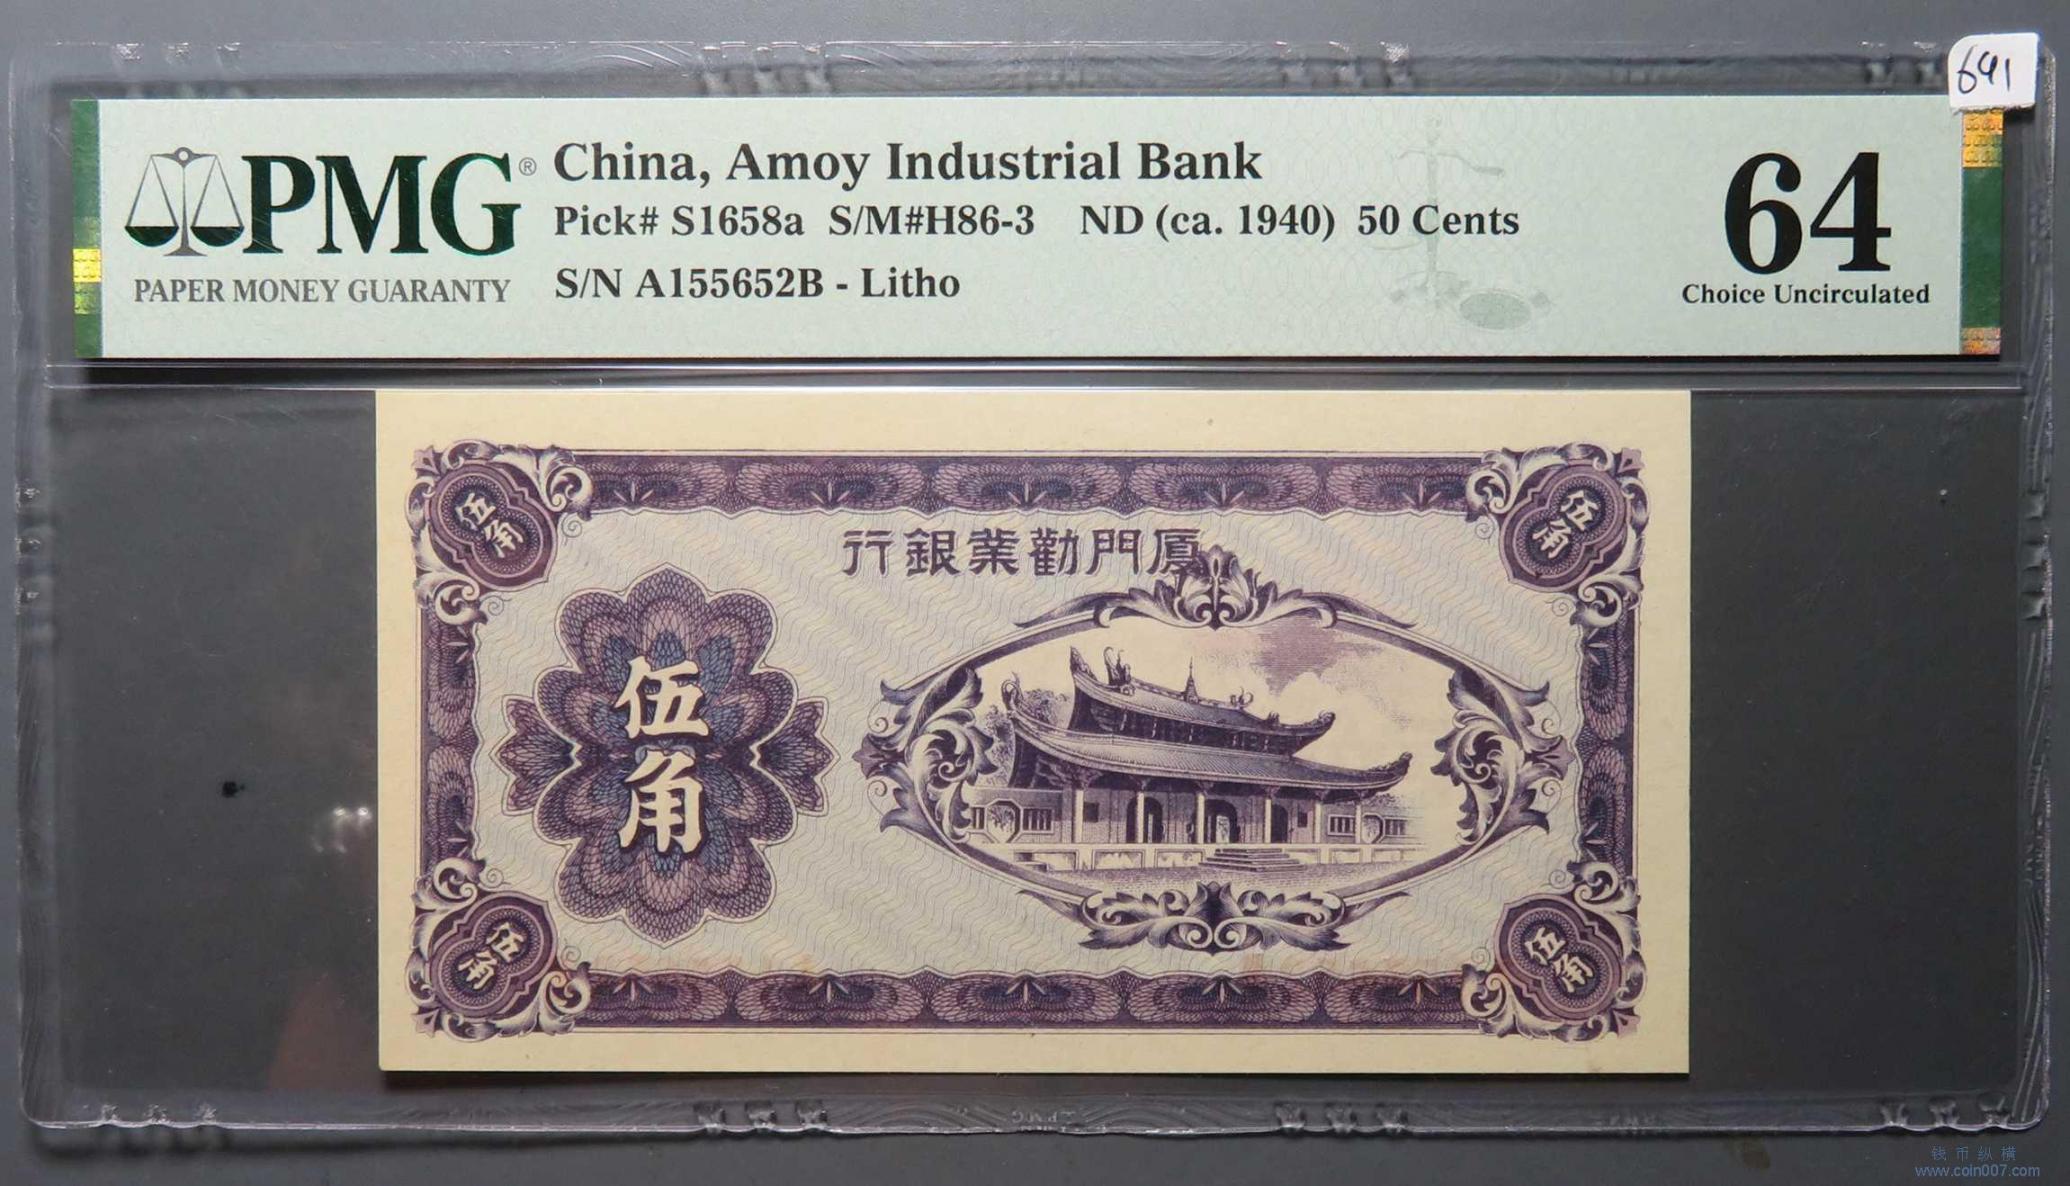 691
PMG®
PAPER MONEY GUARANTY
China, Amoy Industrial Bank
Pick# S1658a S/M#H86-3 ND (ca. 1940) 50 Cents
S/N A155652B - Litho
64
Choice Uncirculated
伍角
伍角
行銀業勸門厦
伍角
伍角
伍角
钱币纵横
www.coin007.com